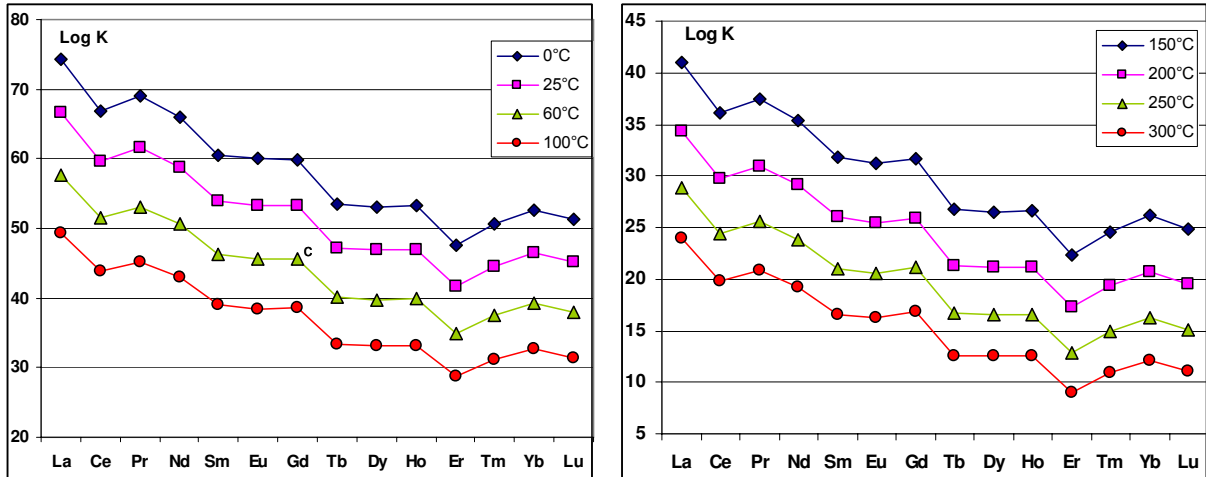 Log K
80
70
60
50
40
30
20
0°C
25°C
60°C
100°C
c
La Ce Pr Nd Sm Eu Gd Tb Dy Ho Er Tm Yb Lu
Log K
45
40
35
30
25
20
15
10
5
150°C
200°C
250°C
300°C
La Ce Pr Nd Sm Eu Gd Tb Dy Ho Er Tm Yb Lu